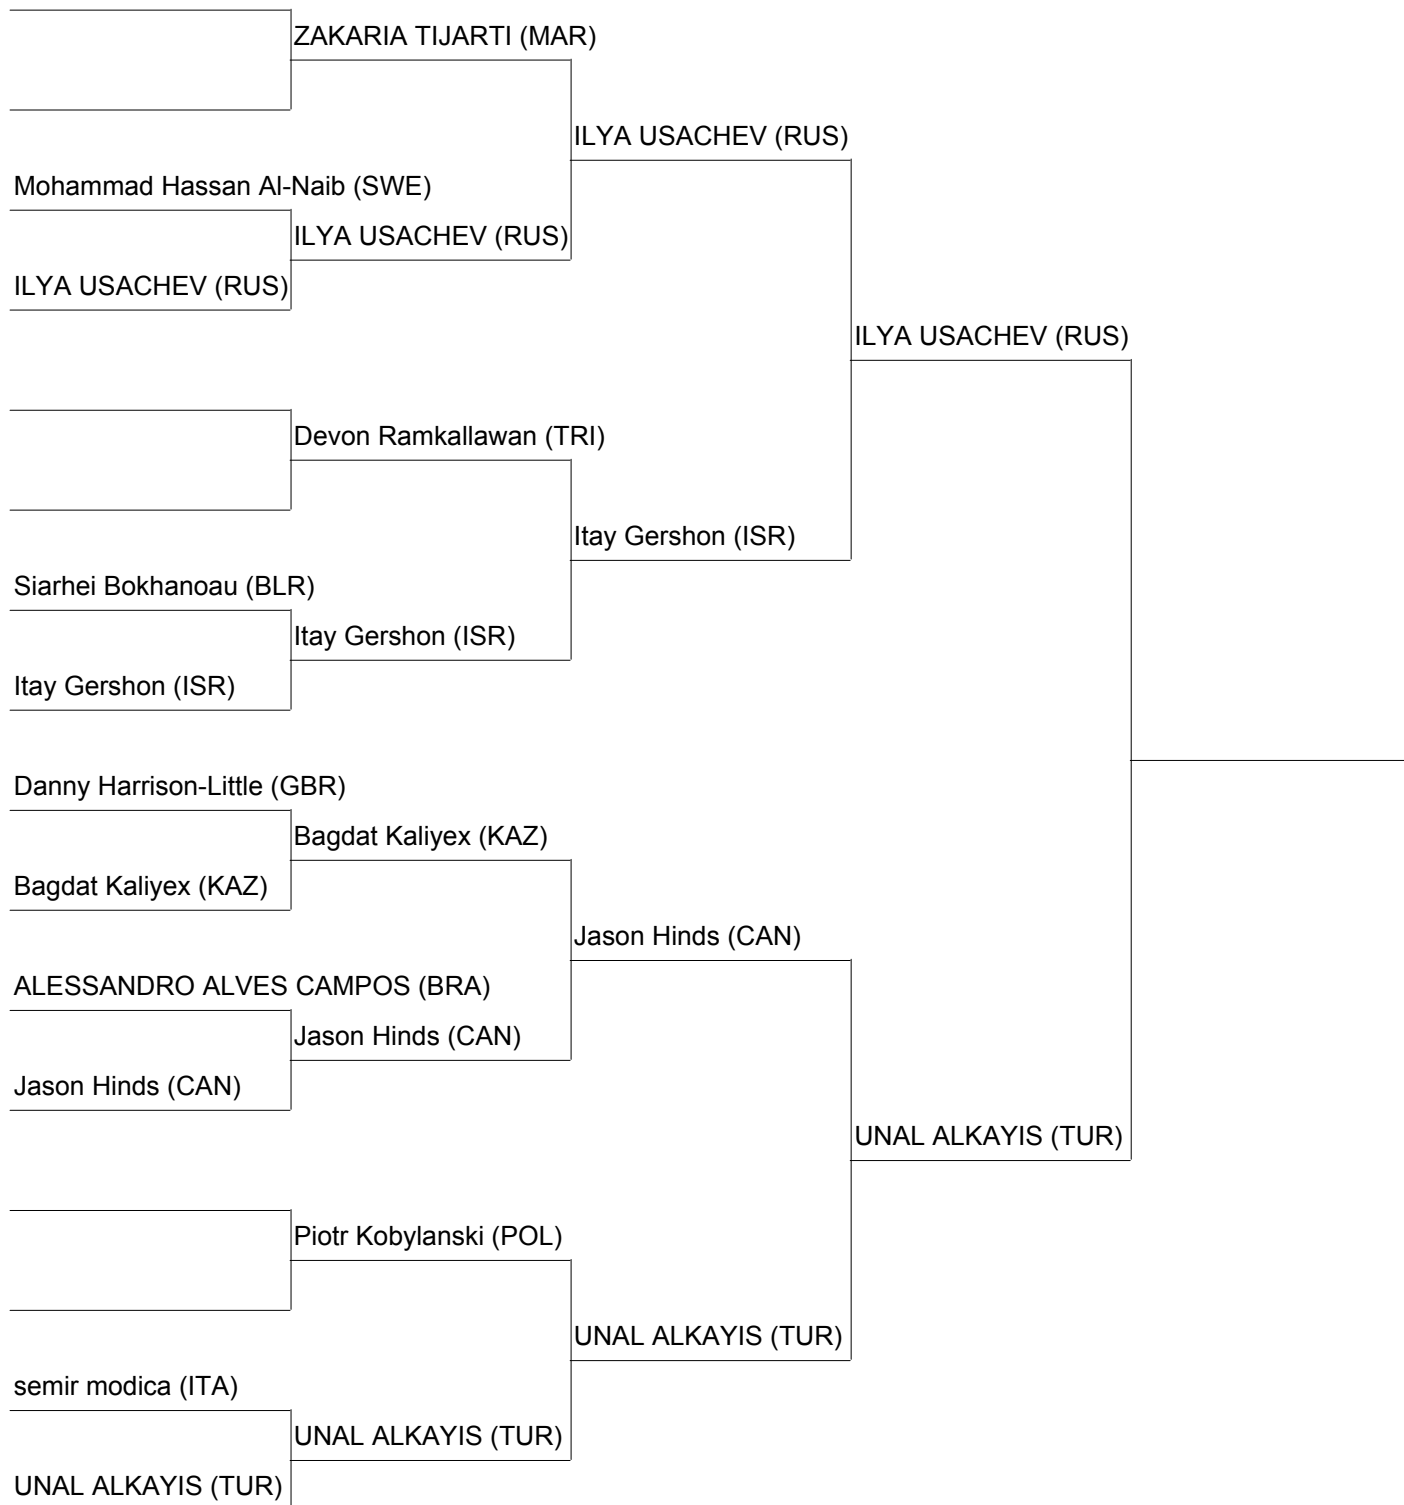 ZAKARIA TIJARTI (MAR)
ILYA USACHEV (RUS)
Mohammad Hassan Al-Naib (SWE)
ILYA USACHEV (RUS)
ILYA USACHEV (RUS)
ILYA USACHEV (RUS)
Devon Ramkallawan (TRI)
Itay Gershon (ISR)
Siarhei Bokhanoau (BLR)
Itay Gershon (ISR)
Itay Gershon (ISR)
Danny Harrison-Little (GBR)
Bagdat Kaliyex (KAZ)
Bagdat Kaliyex (KAZ)
Jason Hinds (CAN)
ALESSANDRO ALVES CAMPOS (BRA)
Jason Hinds (CAN)
Jason Hinds (CAN)
UNAL ALKAYIS (TUR)
Piotr Kobylanski (POL)
UNAL ALKAYIS (TUR)
semir modica (ITA)
UNAL ALKAYIS (TUR)
UNAL ALKAYIS (TUR)